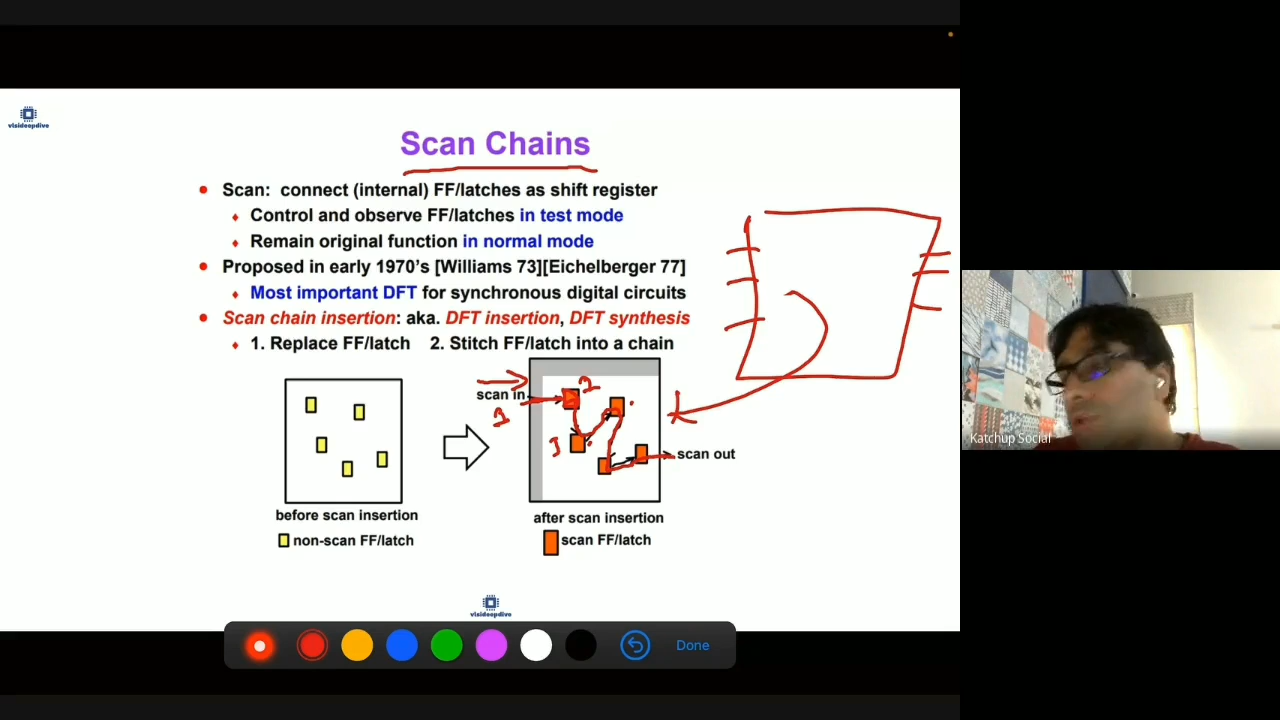 vlsideepdive
Scan Chains
Scan: connect (internal) FF/latches as shift register
Control and observe FF/latches in test mode
Remain original function in normal mode
Proposed in early 1970's [Williams 73][Eichelberger 77]
Most important DFT for synchronous digital circuits
Scan chain insertion: aka. DFT insertion, DFT synthesis
1. Replace FF/latch 2. Stitch FF/latch into a chain
scan in
scan out
before scan insertion
after scan insertion
non-scan FF/latch
scan FF/latch
vlsideepdive
Done
Katchup Social